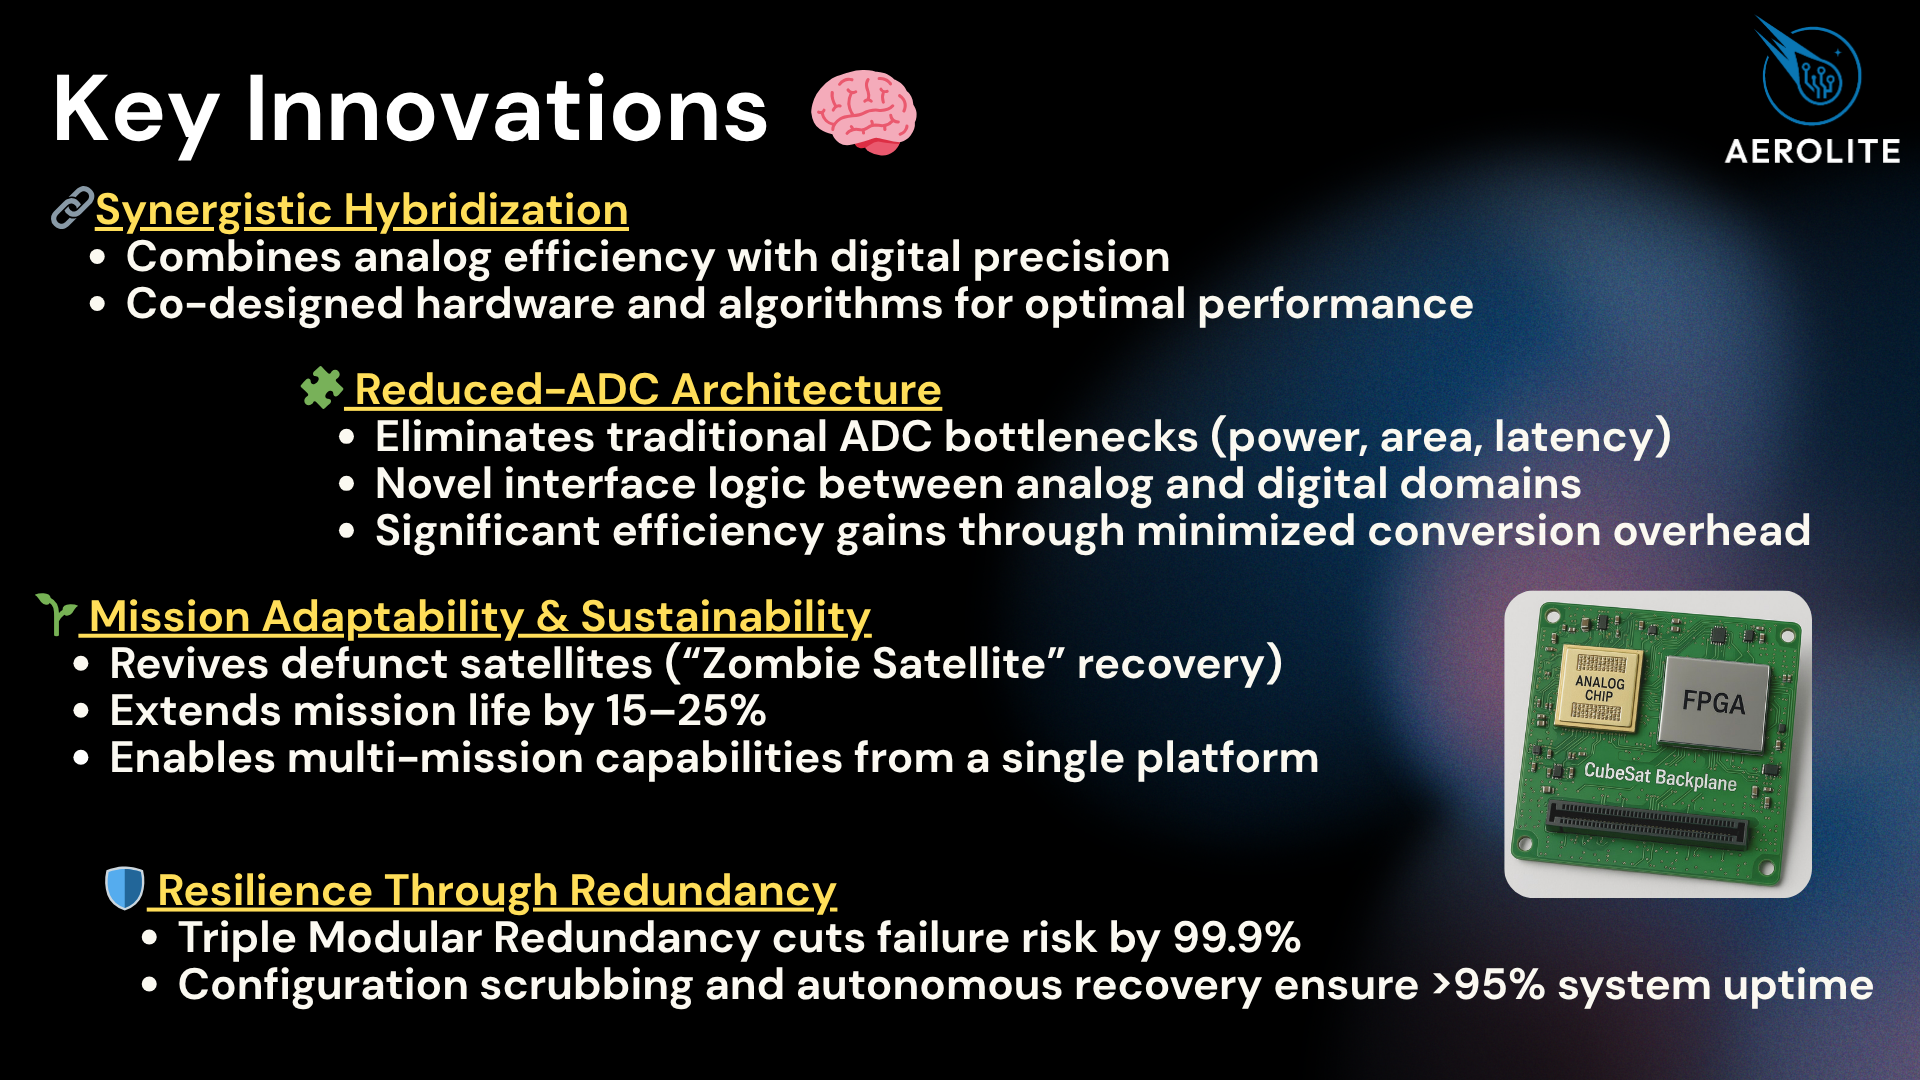 Key Innovations
AEROLITE
Synergistic Hybridization
• Combines analog efficiency with digital precision
• Co-designed hardware and algorithms for optimal performance
Reduced-ADC Architecture
• Eliminates traditional ADC bottlenecks (power, area, latency)
• Novel interface logic between analog and digital domains
• Significant efficiency gains through minimized conversion overhead
Mission Adaptability & Sustainability
• Revives defunct satellites (“Zombie Satellite” recovery)
• Extends mission life by 15–25%
• Enables multi-mission capabilities from a single platform
ANALOG
CHIP
FPGA
CubeSat Backplane
Resilience Through Redundancy
• Triple Modular Redundancy cuts failure risk by 99.9%
• Configuration scrubbing and autonomous recovery ensure >95% system uptime